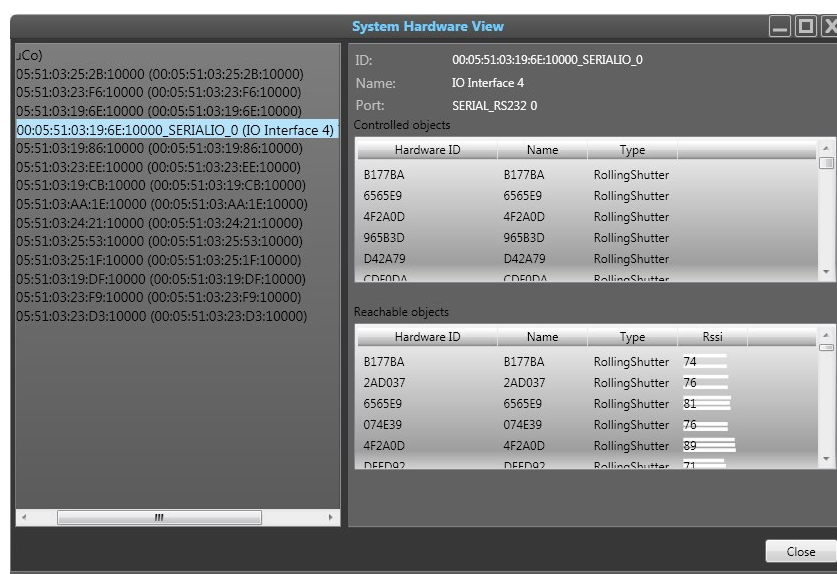 System Hardware View
ıCo)
05:51:03:25:2B:10000 (00:05:51:03:25:2B:10000)
05:51:03:23:F6:10000 (00:05:51:03:23:F6:10000)
05:51:03:19:6E:10000 (00:05:51:03:19:6E:10000)
00:05:51:03:19:6E:10000_SERIALIO_0 (IO Interface 4)
05:51:03:19:86:10000 (00:05:51:03:19:86:10000)
05:51:03:23:EE:10000 (00:05:51:03:23:EE:10000)
05:51:03:19:CB:10000 (00:05:51:03:19:CB:10000)
05:51:03:AA:1E:10000 (00:05:51:03:AA:1E:10000)
05:51:03:24:21:10000 (00:05:51:03:24:21:10000)
05:51:03:25:53:10000 (00:05:51:03:25:53:10000)
05:51:03:25:1F:10000 (00:05:51:03:25:1F:10000)
05:51:03:19:DF:10000 (00:05:51:03:19:DF:10000)
05:51:03:23:F9:10000 (00:05:51:03:23:F9:10000)
05:51:03:23:D3:10000 (00:05:51:03:23:D3:10000)
ID: 00:05:51:03:19:6E:10000_SERIALIO_0
Name: IO Interface 4
Port: SERIAL_RS232 0
Controlled objects
Hardware ID Name Type
B177BA B177BA RollingShutter
6565E9 6565E9 RollingShutter
4F2A0D 4F2A0D RollingShutter
965B3D 965B3D RollingShutter
D42A79 D42A79 RollingShutter
CDF0DA CDF0DA RollingShutter
Reachable objects
Hardware ID Name Type Rssi
B177BA B177BA RollingShutter 74
2AD037 2AD037 RollingShutter 76
6565E9 6565E9 RollingShutter 81
074E39 074E39 RollingShutter 76
4F2A0D 4F2A0D RollingShutter 89
RollingShutter 71
Close